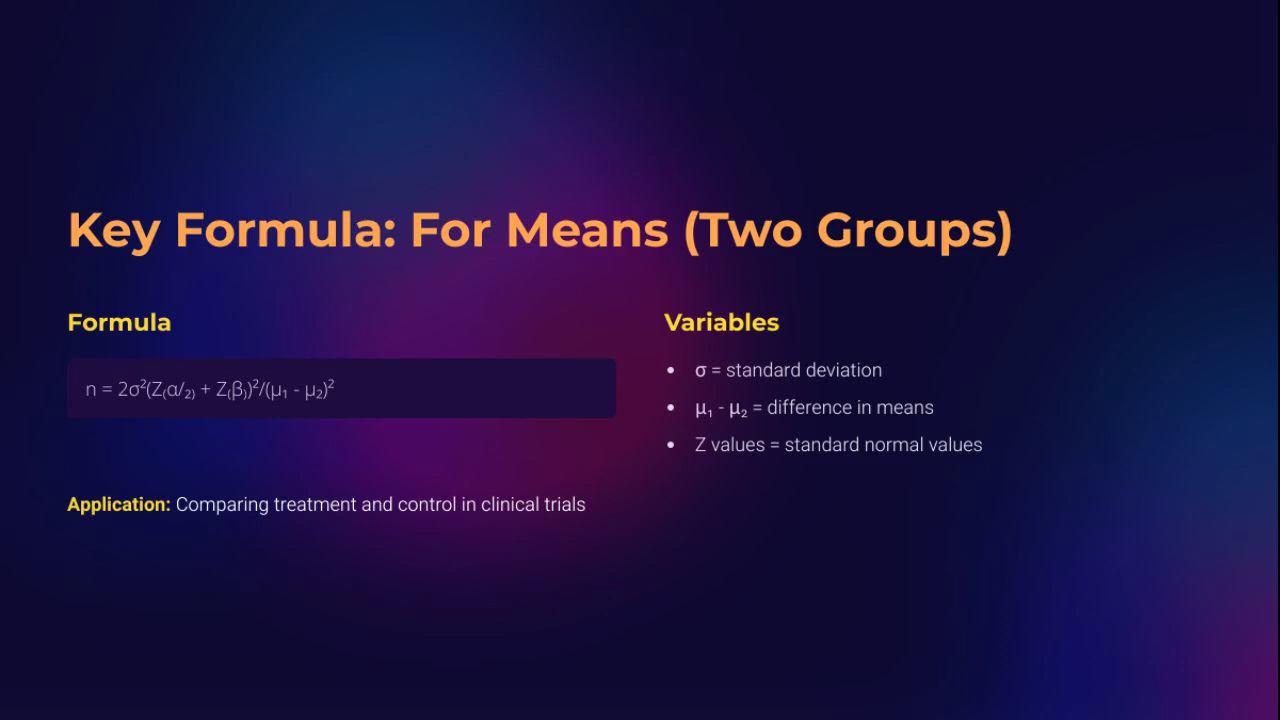 Key Formula: For Means (Two Groups)
Formula
n = 2σ²(Z₍α/₂₎ + Z₍β₎)²/(μ₁ - μ₂)²
Application: Comparing treatment and control in clinical trials
Variables
• σ = standard deviation
• μ₁ - μ₂ = difference in means
• Z values = standard normal values